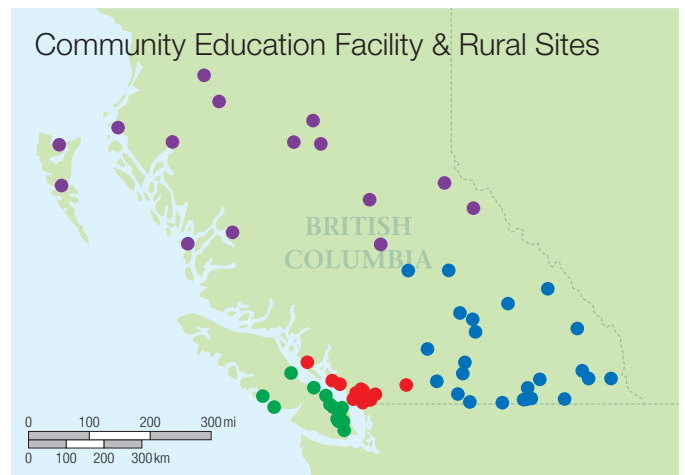 Community Education Facility & Rural Sites
BRITISH
COLUMBIA
0 100 200 300 mi
0 100 200 300 km